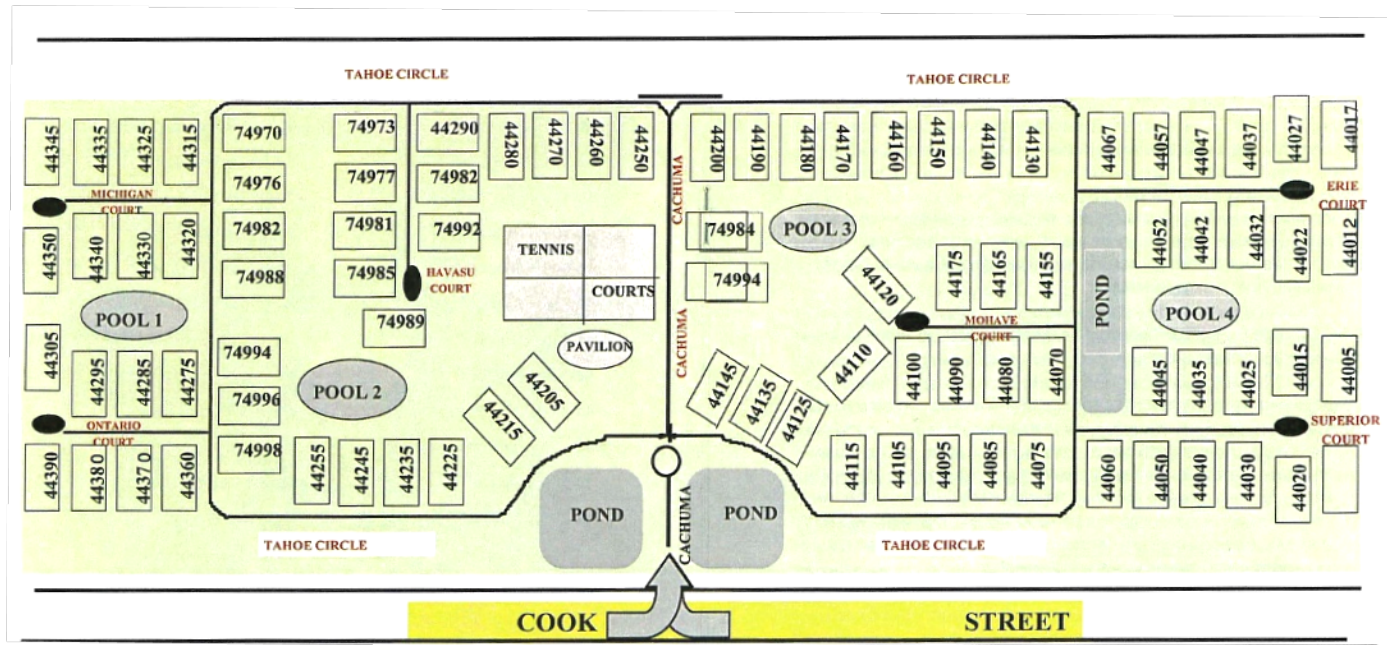 TAHOE CIRCLE
TAHOE CIRCLE
44345
44335
44325
44315
74970
74973
44290
44280
44270
44260
44250
44200
44190
44180
44170
44160
44150
44140
44130
44067
44057
44047
44037
44027
44017
MICHIGAN
COURT
74976
74977
74982
CACHUMA
ERIE
COURT
44350
44340
44330
44320
74982
74981
74992
TENNIS
COURTS
74984
POOL 3
44052
44042
44032
44022
44012
74988
74985
HAVASU
COURT
74994
44120
44175
44165
44155
POND
POOL 1
74989
PAVILION
CACHUMA
MOHAVE
COURT
POOL 4
44305
44295
44285
44275
74994
POOL 2
44205
44215
44145
44135
44125
44110
44100
44090
44080
44070
44045
44035
44025
44015
44005
74996
ONTARIO
COURT
SUPERIOR
COURT
44390
44380
44370
44360
74998
44255
44245
44235
44225
44115
44105
44095
44085
44075
44060
44050
44040
44030
44020
POND
CACHUMA
POND
TAHOE CIRCLE
TAHOE CIRCLE
COOK STREET